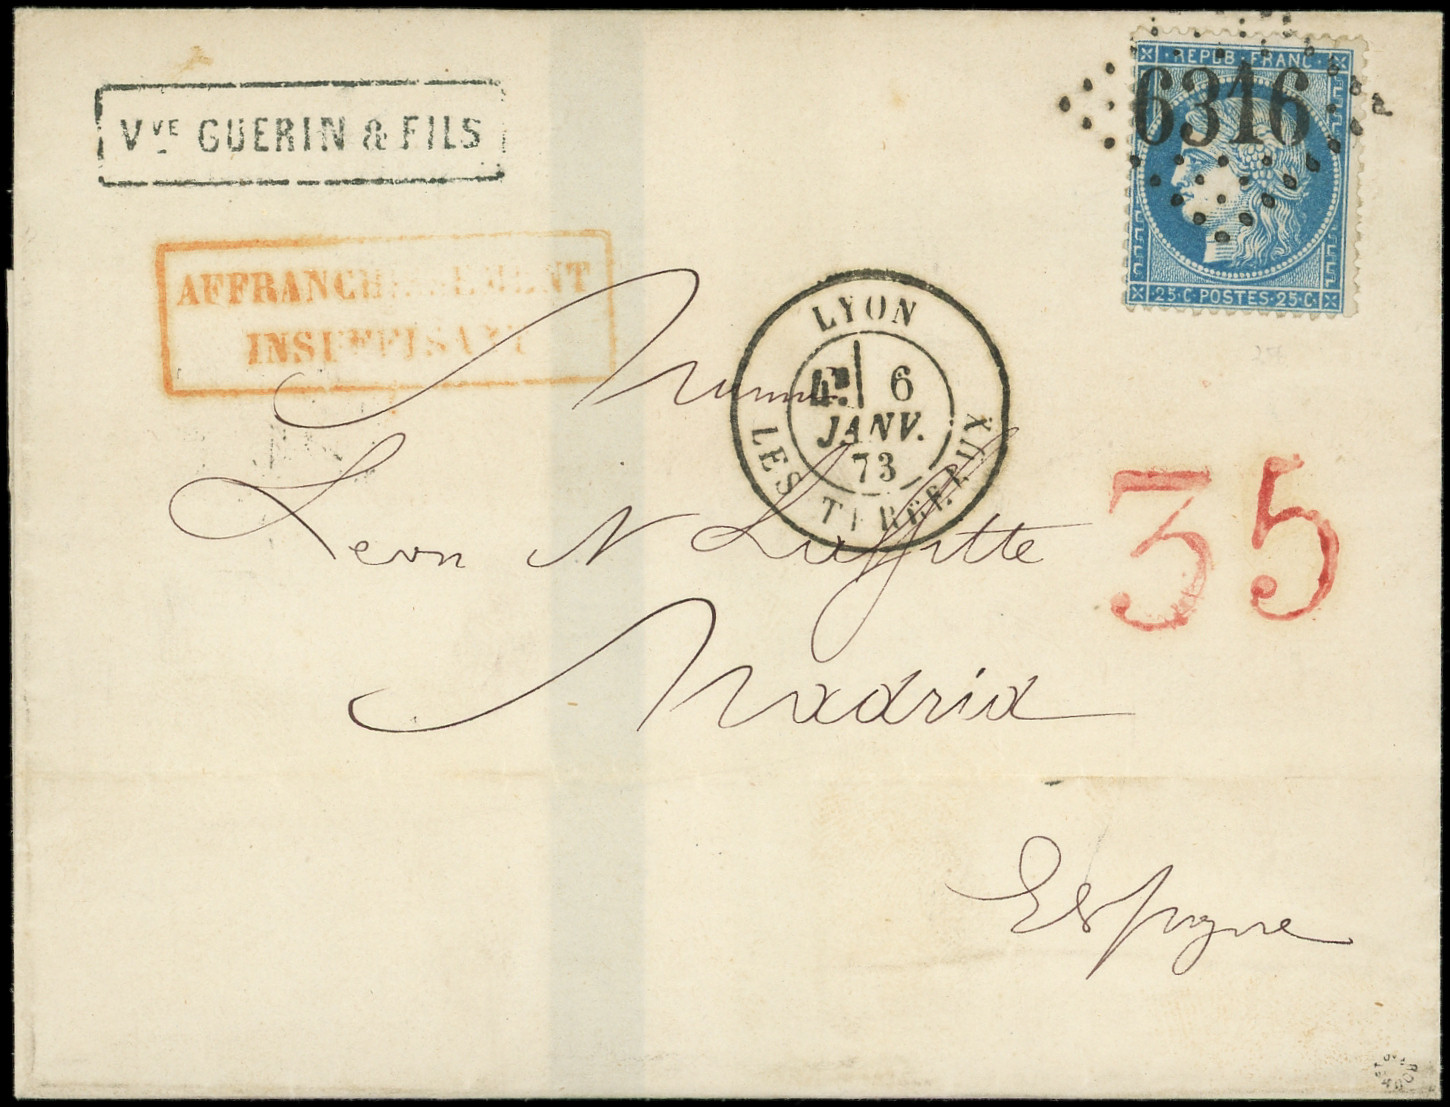 Vve GUERIN & FILS
REPUB. FRANC.
6316
25·C·POSTES·25·C·
AFFRANCHISSEMENT
INSUFFISANT
LYON
6
JANV.
73
LES TERREAUX
35
Leon N Laffitte
Madrid
Espagne